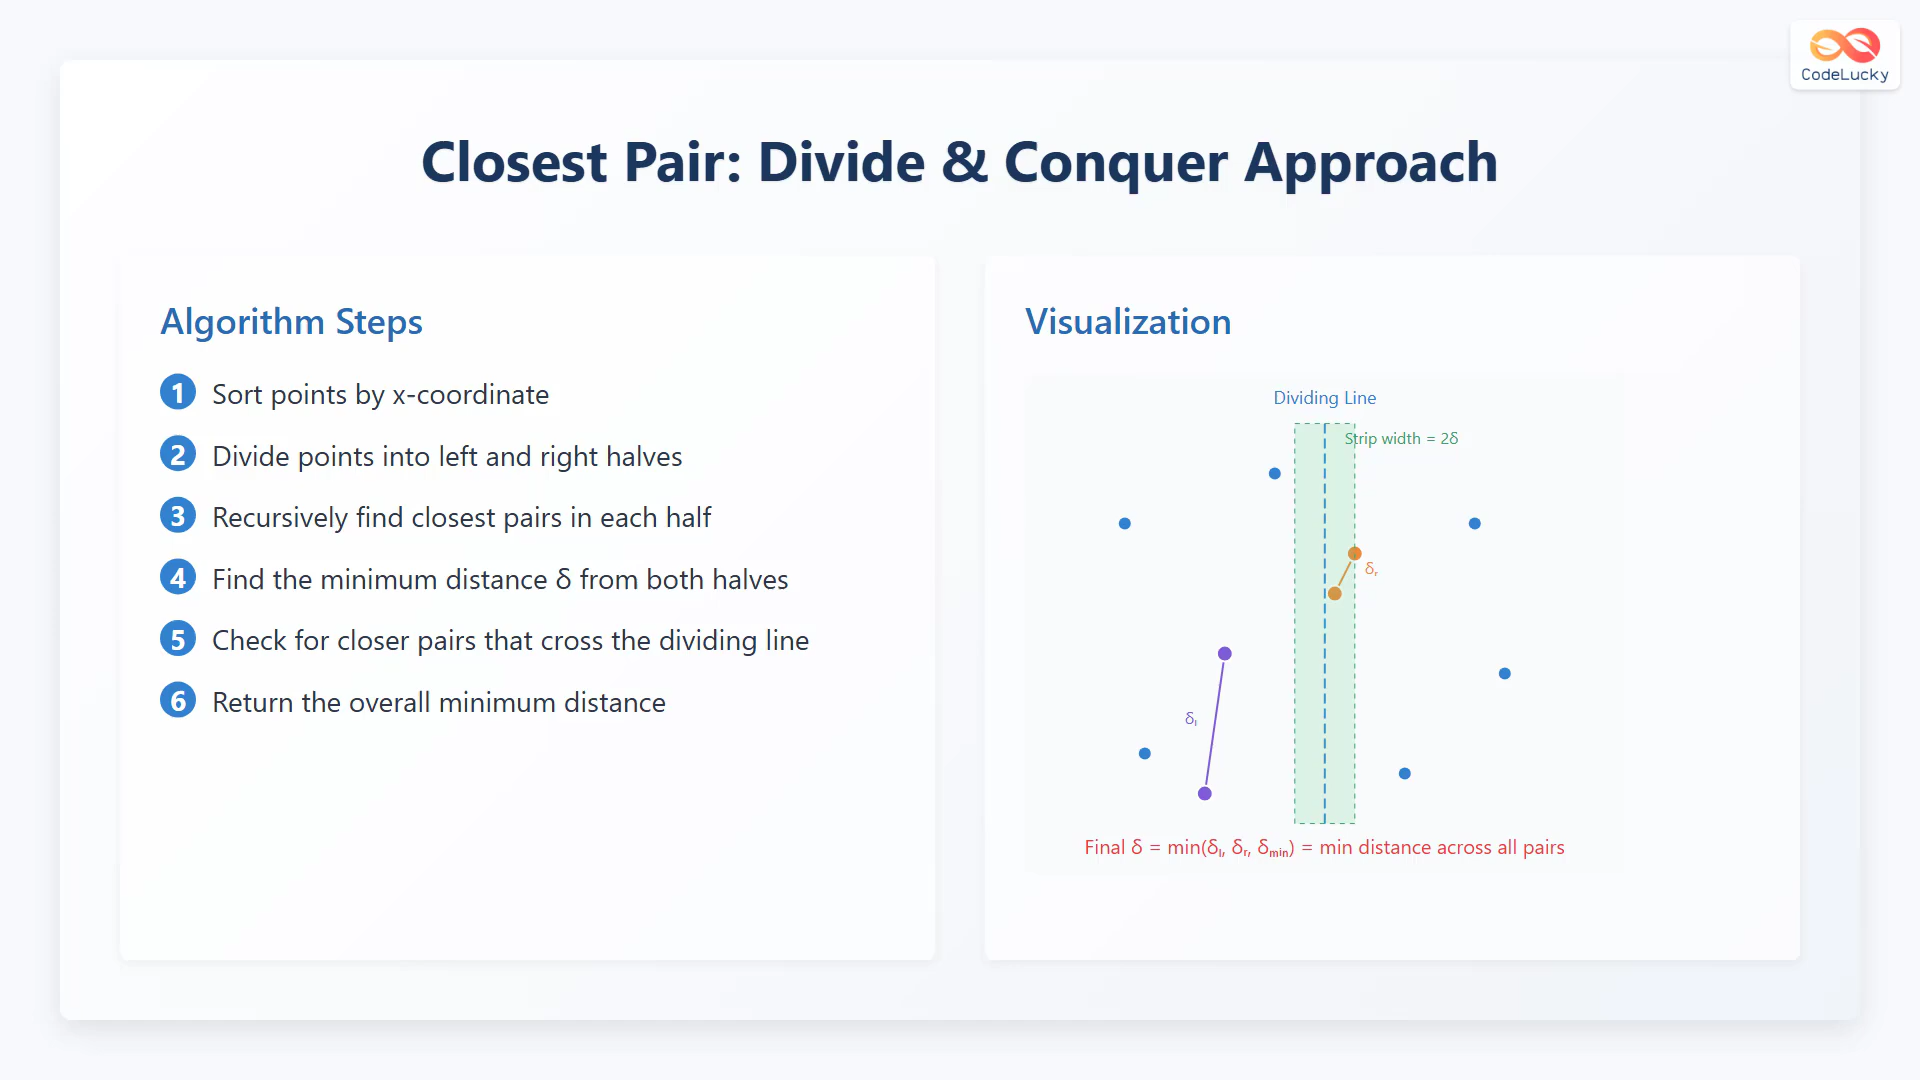 CodeLucky
Closest Pair: Divide & Conquer Approach
Algorithm Steps
1 Sort points by x-coordinate
2 Divide points into left and right halves
3 Recursively find closest pairs in each half
4 Find the minimum distance δ from both halves
5 Check for closer pairs that cross the dividing line
6 Return the overall minimum distance
Visualization
Dividing Line
Strip width = 2δ
δᵣ
δₗ
Final δ = min(δₗ, δᵣ, δₘᵢₙ) = min distance across all pairs